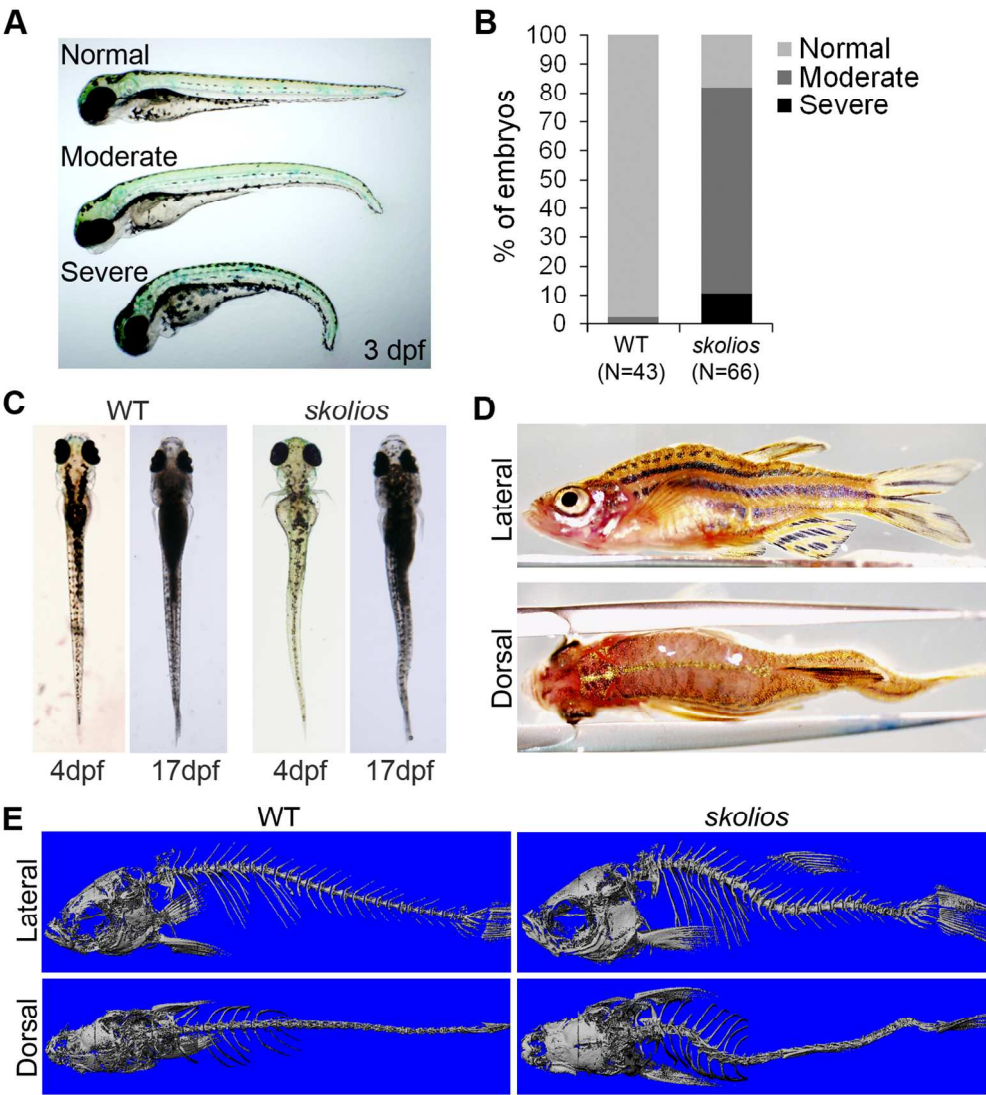 A
Normal
Moderate
Severe
3 dpf
B
% of embryos
100
90
80
70
60
50
40
30
20
10
0
WT
(N=43)
skolios
(N=66)
Normal
Moderate
Severe
C
WT
skolios
4dpf
17dpf
4dpf
17dpf
D
Lateral
Dorsal
E
WT
skolios
Lateral
Dorsal